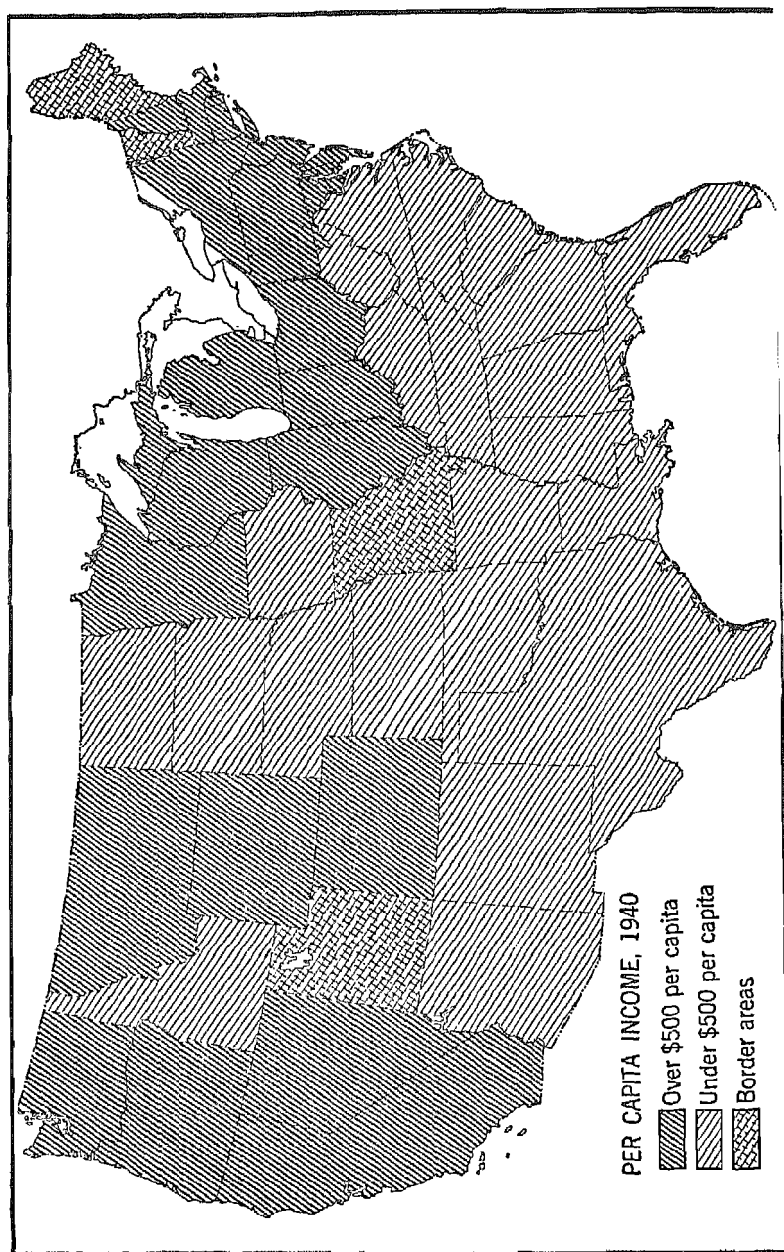 PER CAPITA INCOME, 1940
Over $500 per capita
Under $500 per capita
Border areas